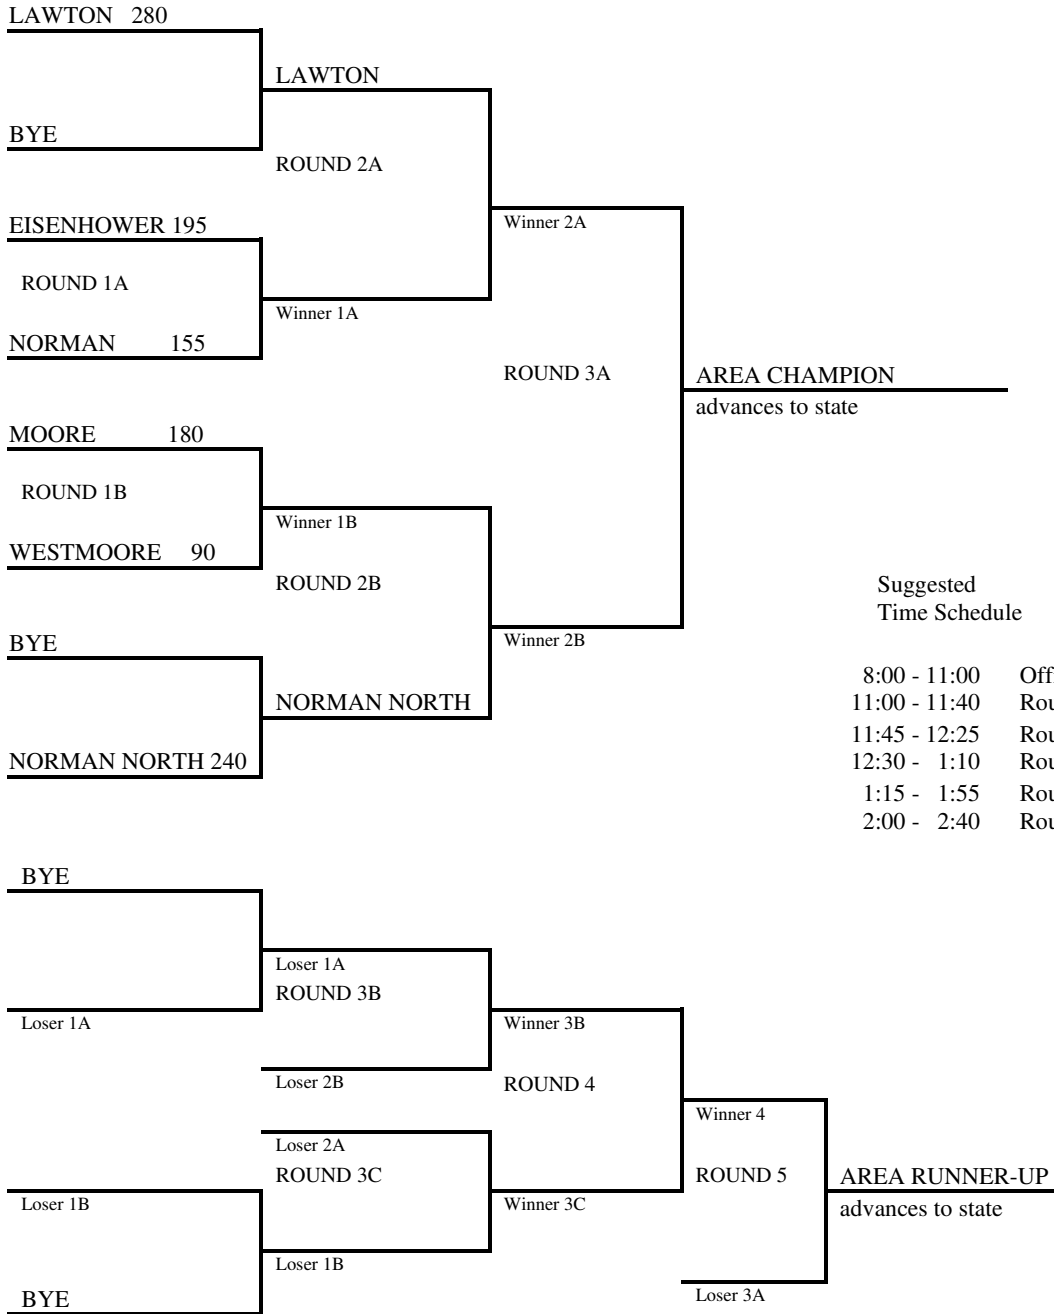 LAWTON 280
LAWTON
BYE
ROUND 2A
EISENHOWER 195
Winner 2A
ROUND 1A
Winner 1A
NORMAN 155
ROUND 3A
AREA CHAMPION
advances to state
MOORE 180
ROUND 1B
Winner 1B
WESTMOORE 90
ROUND 2B
Suggested
Time Schedule
BYE
Winner 2B
8:00 - 11:00
NORMAN NORTH
11:00 - 11:40
11:45 - 12:25
NORMAN NORTH 240
12:30 - 1:10
1:15 - 1:55
2:00 - 2:40
BYE
Loser 1A
ROUND 3B
Loser 1A
Winner 3B
Loser 2B
ROUND 4
Winner 4
Loser 2A
ROUND 3C
ROUND 5
AREA RUNNER-UP
Loser 1B
Winner 3C
advances to state
Loser 1B
BYE
Loser 3A